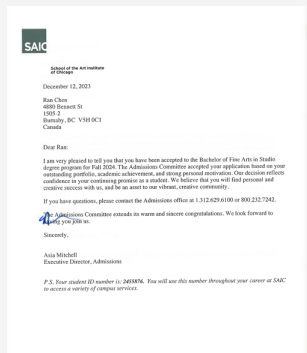 SAIC
School of the Art Institute
of Chicago
December 12, 2023
Ran Chen
4880 Bennett St
1505-2
Burnaby, BC V5H 0C1
Canada
Dear Ran:
I am very pleased to tell you that you have been accepted to the Bachelor of Fine Arts in Studio
degree program for Fall 2024. The Admissions Committee accepted your application based on your
outstanding portfolio, academic achievement, and strong personal motivation. Our decision reflects
confidence in your continuing promise as a student. We believe that you will find personal and
creative success with us, and be an asset to our vibrant, creative community.
If you have questions, please contact the Admissions office at 1.312.629.6100 or 800.232.7242.
The Admissions Committee extends its warm and sincere congratulations. We look forward to
having you join us.
Sincerely,
Asia Mitchell
Executive Director, Admissions
P.S. Your student ID number is: 2455876. You will use this number throughout your career at SAIC
to access a variety of campus services.